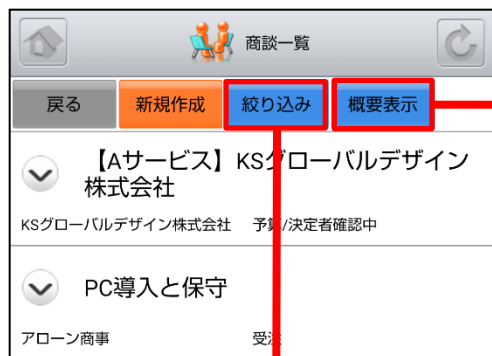 商談一覧
戻る 新規作成 絞り込み 概要表示
【Aサービス】KSグローバルデザイン
株式会社
KSグローバルデザイン株式会社 予算/決定者確認中
PC導入と保守
アローン商事 受注